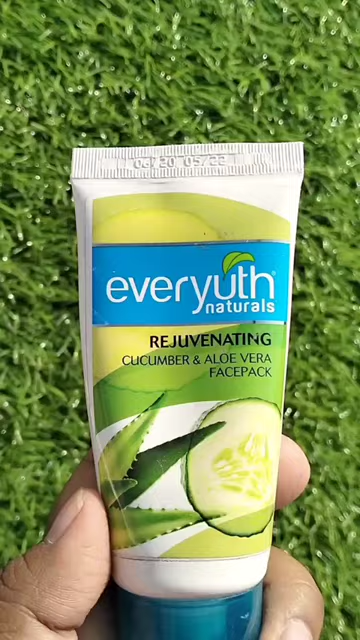 06/20 05/22
everyuth
naturals
REJUVENATING
CUCUMBER & ALOE VERA
FACEPACK